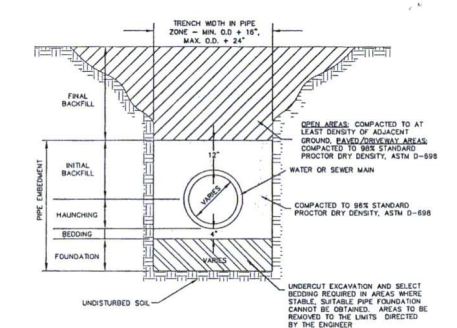 TRENCH WIDTH IN PIPE
ZONE - MIN. O.D + 16",
MAX. O.D. + 24"
FINAL
BACKFILL
OPEN AREAS: COMPACTED TO AT
LEAST DENSITY OF ADJACENT
GROUND, PAVED/DRIVEWAY AREAS:
COMPACTED TO 98% STANDARD
PROCTOR DRY DENSITY, ASTM D-698
12"
INITIAL
BACKFILL
WATER OR SEWER MAIN
VARIES
PIPE EMBEDMENT
COMPACTED TO 96% STANDARD
PROCTOR DRY DENSITY, ASTM D-698
HAUNCHING
BEDDING
4"
FOUNDATION
VARIES
UNDISTURBED SOIL
UNDERCUT EXCAVATION AND SELECT
BEDDING REQUIRED IN AREAS WHERE
STABLE, SUITABLE PIPE FOUNDATION
CANNOT BE OBTAINED. AREAS TO BE
REMOVED TO THE LIMITS DIRECTED
BY THE ENGINEER